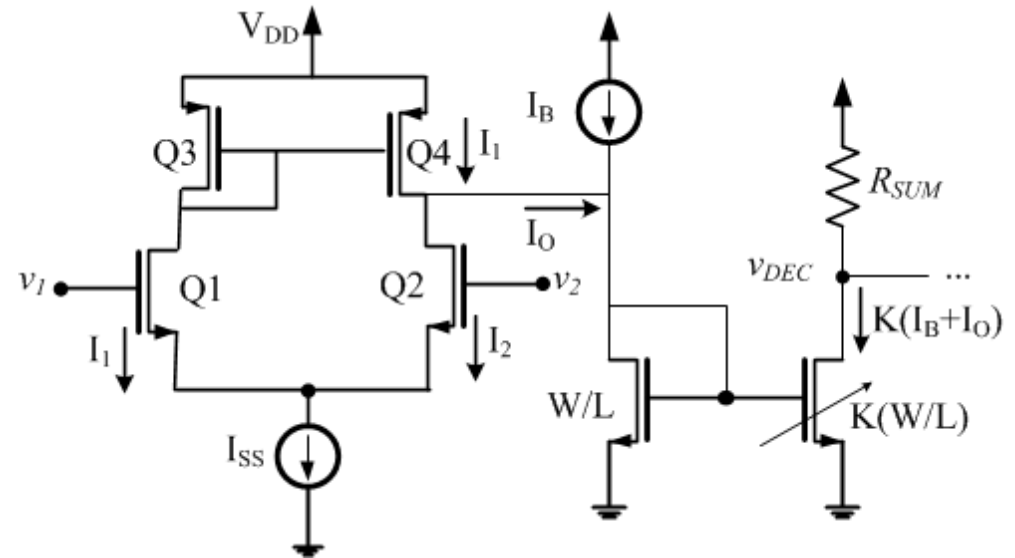 V_DD
I_B
Q3
Q4
I_1
R_SUM
I_O
v_DEC
...
v_1
Q1
Q2
v_2
K(I_B+I_O)
I_1
I_2
W/L
K(W/L)
I_SS